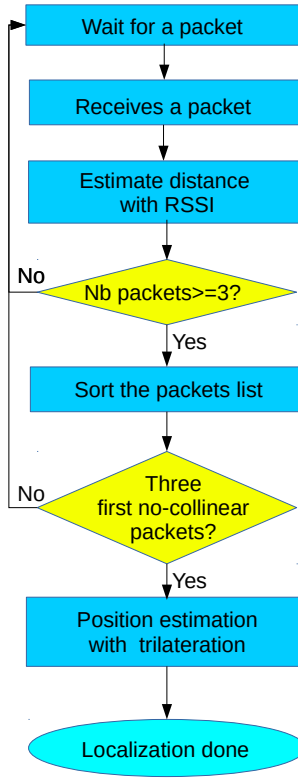 Wait for a packet
Receives a packet
Estimate distance
with RSSI
No
Nb packets>=3?
Yes
Sort the packets list
Three
first no-collinear
packets?
No
Yes
Position estimation
with trilateration
Localization done